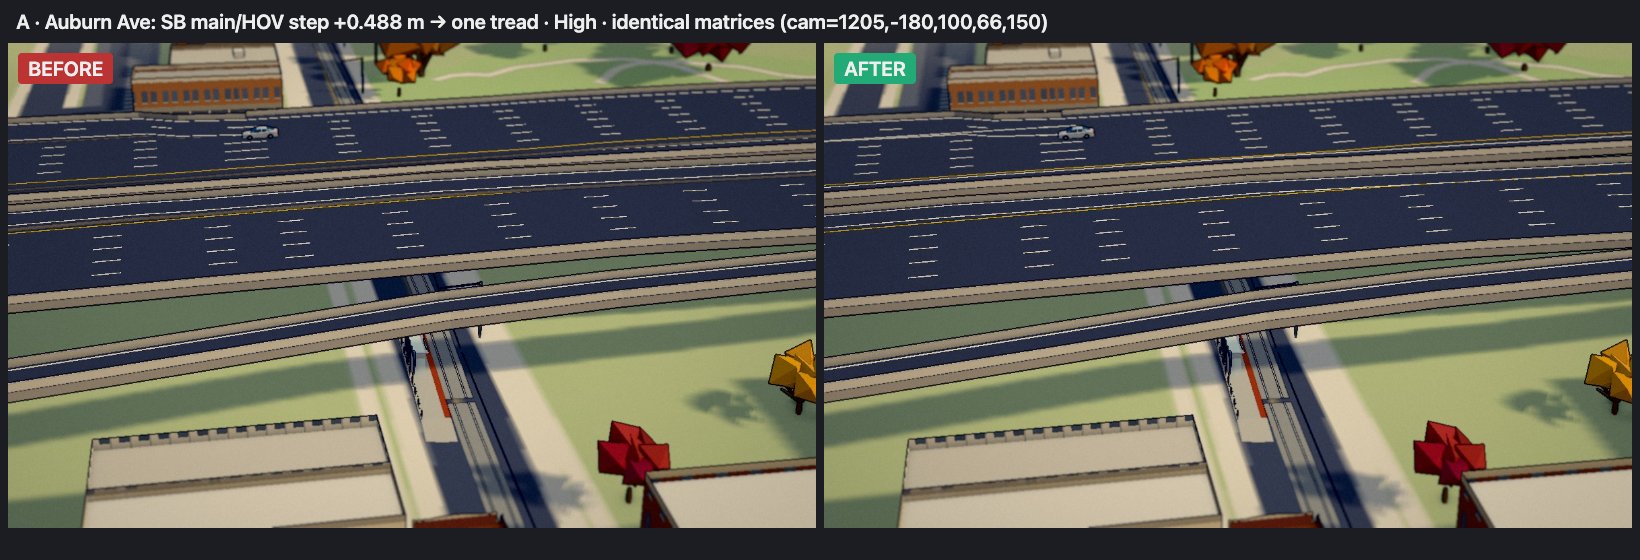 A · Auburn Ave: SB main/HOV step +0.488 m → one tread · High · identical matrices (cam=1205,-180,100,66,150)
BEFORE
AFTER